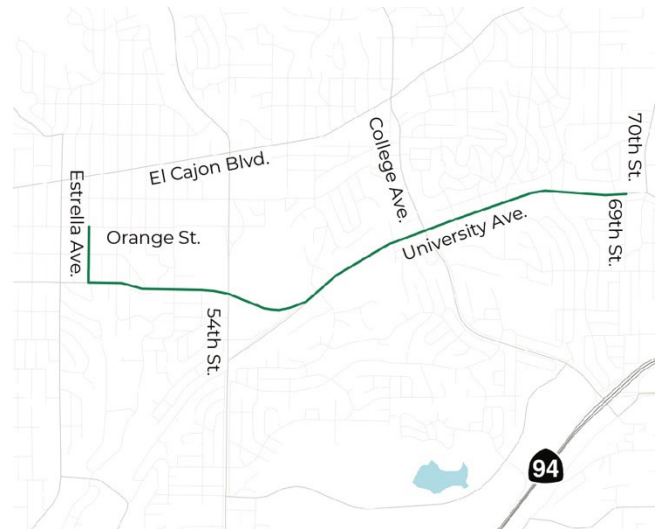 70th St.
College Ave.
El Cajon Blvd.
Estrella Ave.
Orange St.
University Ave.
69th St.
54th St.
94